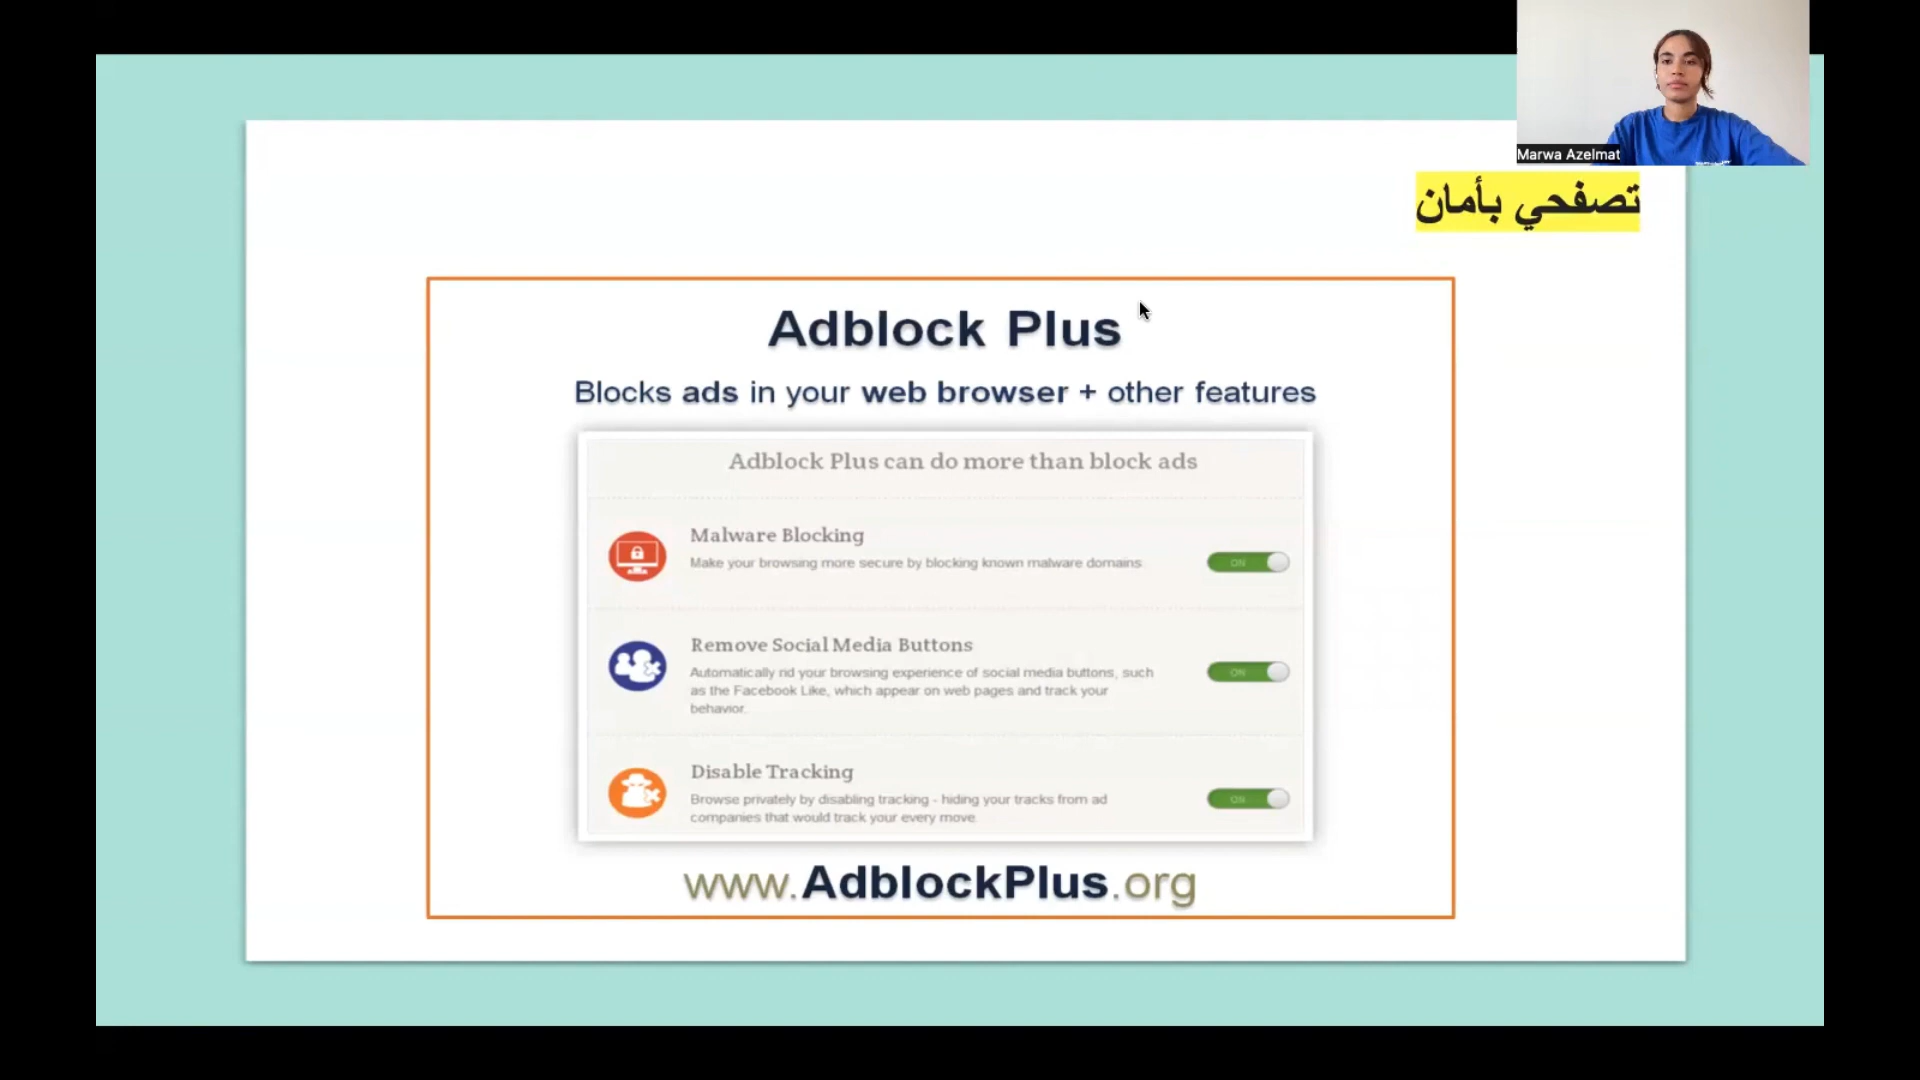 Marwa Azelmat
تصفحي بأمان
Adblock Plus
Blocks ads in your web browser + other features
Adblock Plus can do more than block ads
Malware Blocking
Make your browsing more secure by blocking known malware domains.
ON
Remove Social Media Buttons
Automatically rid your browsing experience of social media buttons, such
as the Facebook Like, which appear on web pages and track your
behavior.
ON
Disable Tracking
Browse privately by disabling tracking - hiding your tracks from ad
companies that would track your every move.
ON
www.AdblockPlus.org